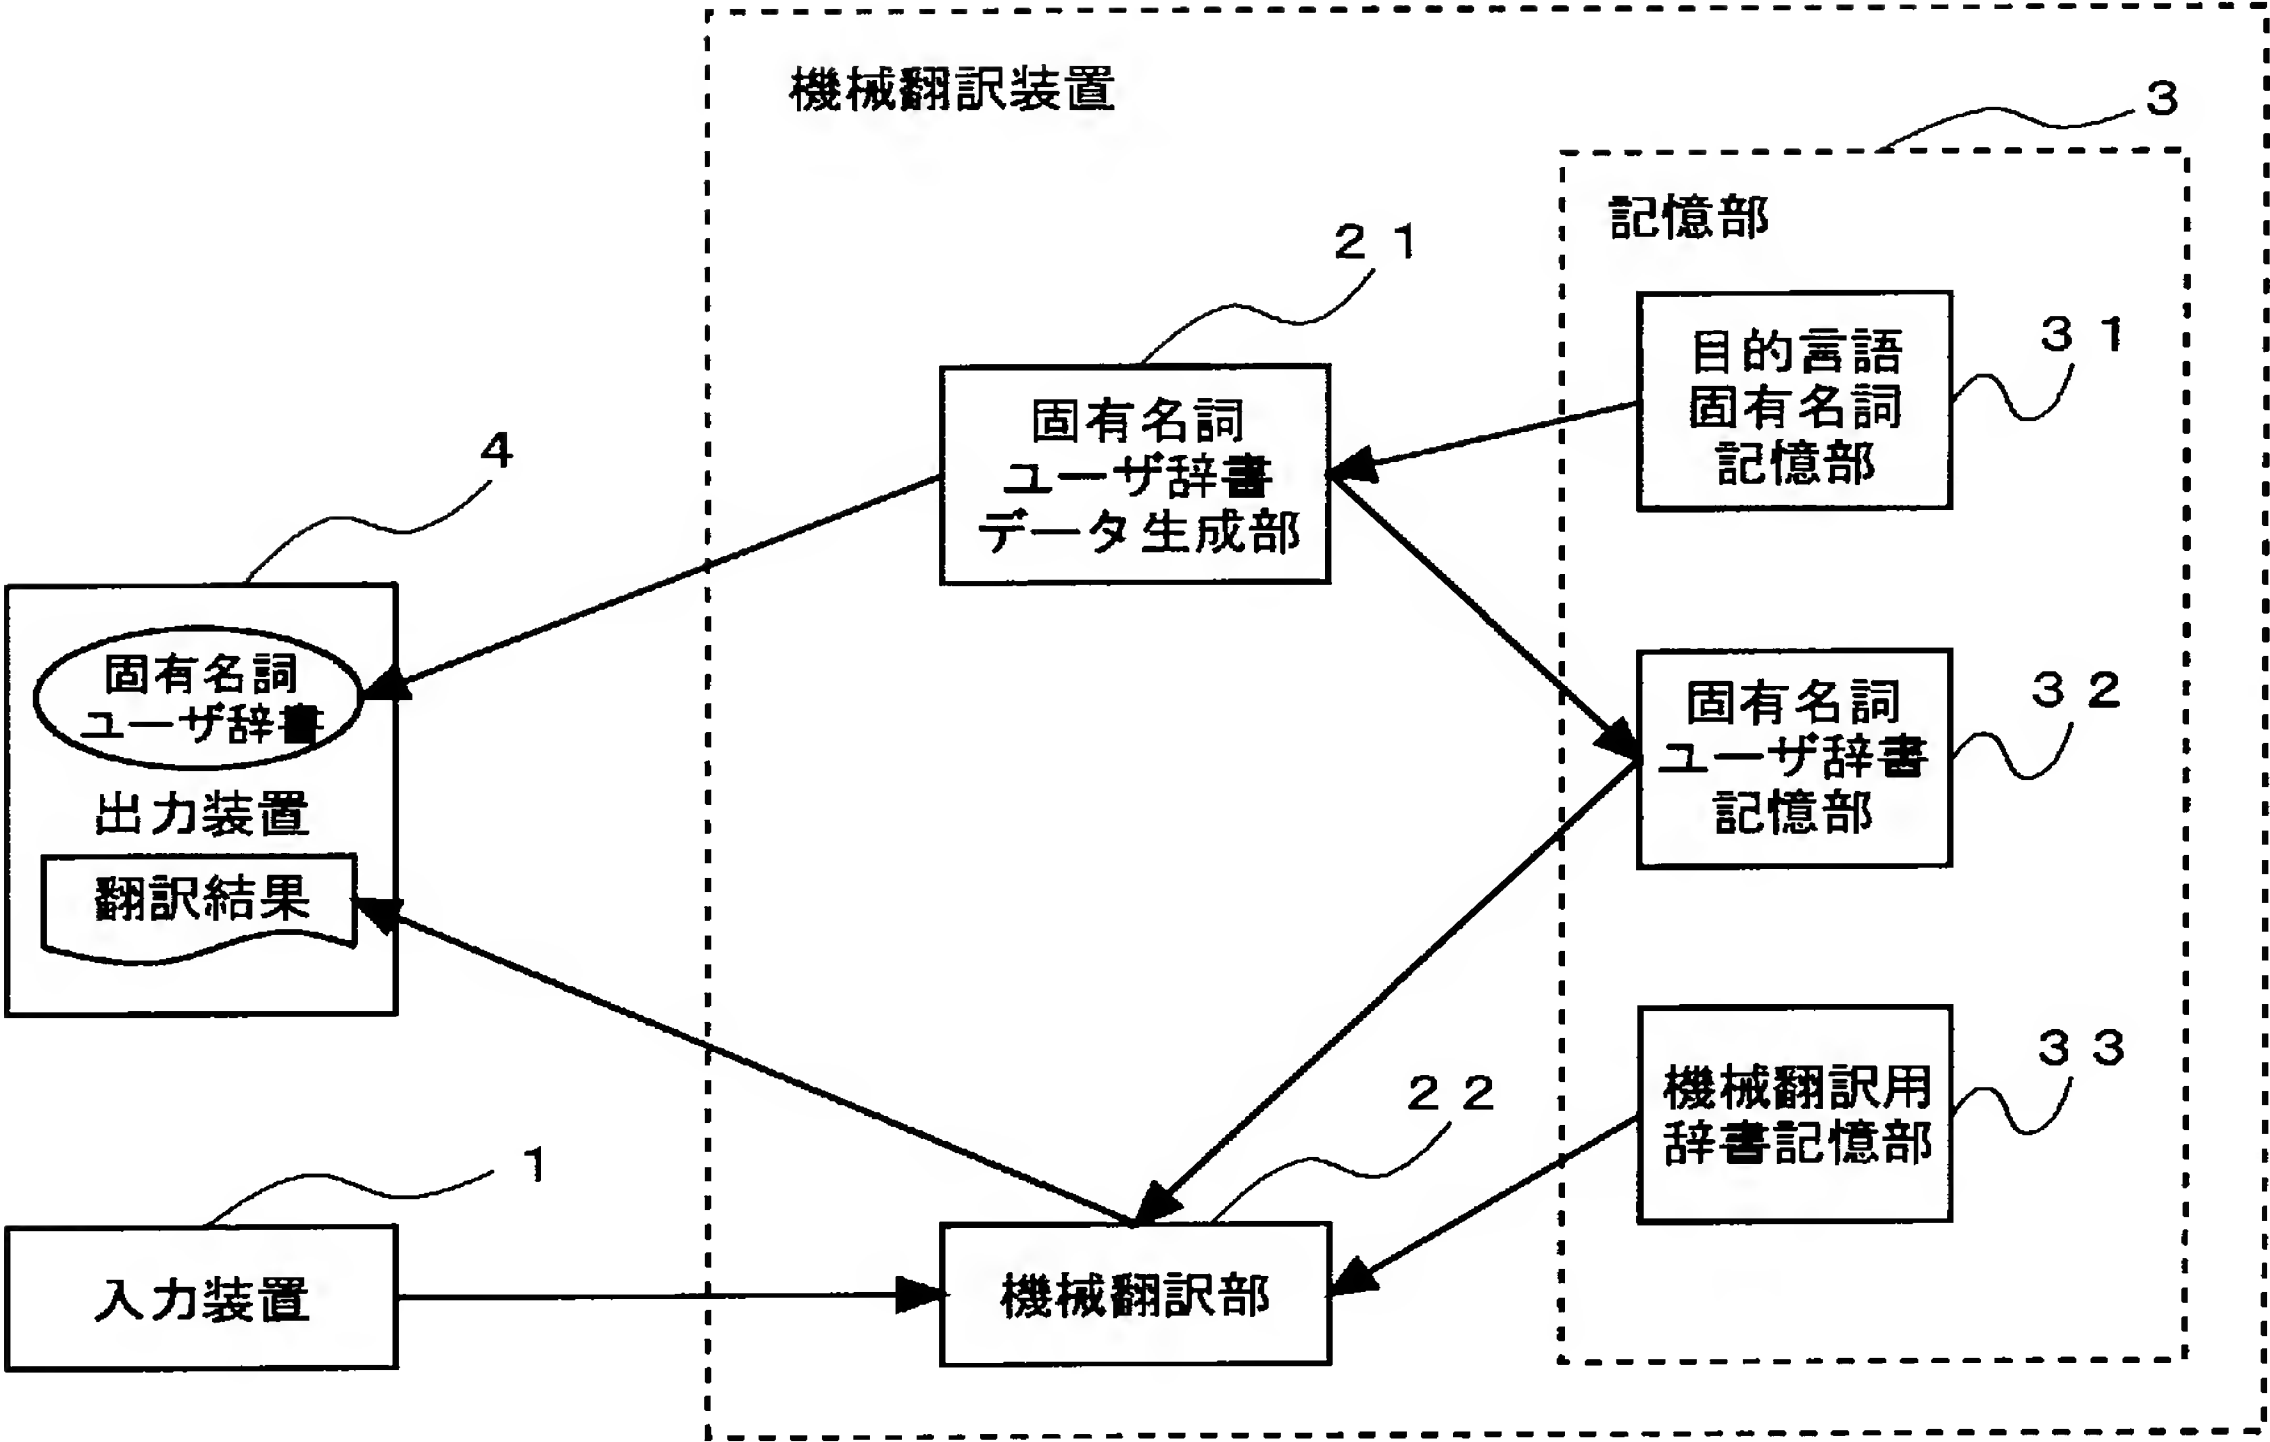 機械翻訳装置
3
記憶部
21
31
目的言語
固有名詞
記憶部
固有名詞
ユーザ辞書
データ生成部
4
固有名詞
ユーザ辞書
出力装置
翻訳結果
32
固有名詞
ユーザ辞書
記憶部
33
機械翻訳用
辞書記憶部
22
機械翻訳部
1
入力装置